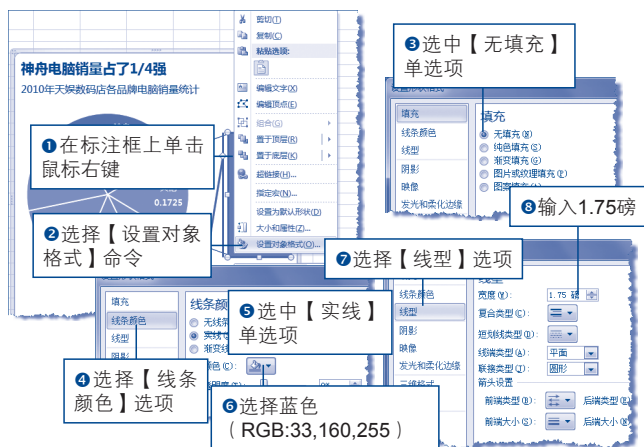 剪切(T)
复制(C)
粘贴选项:
编辑文字(X)
编辑顶点(E)
组合(G)
置于顶层(R)
置于底层(K)
超链接(H)...
指定宏(N)...
设置为默认形状(D)
大小和属性(Z)...
设置对象格式(O)...
神舟电脑销量占了1/4强
2010年天娱数码店各品牌电脑销量统计
0.1725
❶在标注框上单击
鼠标右键
❷选择【设置对象
格式】命令
❸选中【无填充】
单选项
填充
线条颜色
线型
阴影
映像
发光和柔化边缘
填充
无填充(N)
纯色填充(S)
渐变填充(G)
图片或纹理填充(P)
填充
线条颜色
线型
阴影
❹选择【线条
颜色】选项
❺选中【实线】
单选项
❻选择蓝色
(RGB:33,160,255)
❼选择【线型】选项
❽输入1.75磅
线条颜色
线型
阴影
映像
发光和柔化边缘
三维格式
宽度(W): 1.75 磅
复合类型(C):
短划线类型(D):
线端类型(A): 平面
联接类型(J): 圆形
箭头设置
前端类型(B): 后端类型(E)
前端大小(S): 后端大小(N)